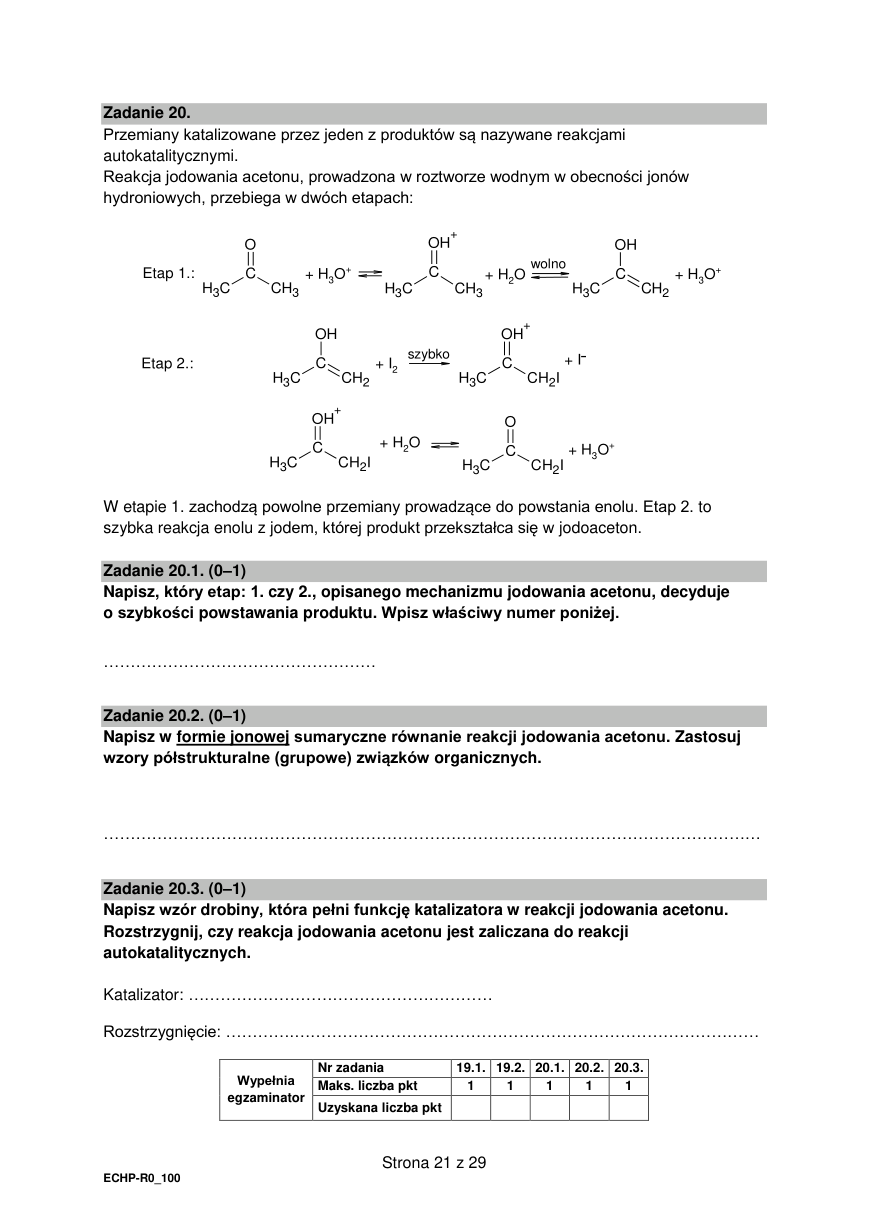 Zadanie 20.
Przemiany katalizowane przez jeden z produktów są nazywane reakcjami
autokatalitycznymi.
Reakcja jodowania acetonu, prowadzona w roztworze wodnym w obecności jonów
hydroniowych, przebiega w dwóch etapach:
O OH+ OH
Etap 1.: C + H3O+ C + H2O wolno C + H3O+
H3C CH3 H3C CH3 H3C CH2
OH OH+
Etap 2.: C + I2 szybko C + I−
H3C CH2 H3C CH2I
OH+ O
C + H2O C + H3O+
H3C CH2I H3C CH2I
W etapie 1. zachodzą powolne przemiany prowadzące do powstania enolu. Etap 2. to
szybka reakcja enolu z jodem, której produkt przekształca się w jodoaceton.
Zadanie 20.1. (0–1)
Napisz, który etap: 1. czy 2., opisanego mechanizmu jodowania acetonu, decyduje
o szybkości powstawania produktu. Wpisz właściwy numer poniżej.
……………………………………………
Zadanie 20.2. (0–1)
Napisz w formie jonowej sumaryczne równanie reakcji jodowania acetonu. Zastosuj
wzory półstrukturalne (grupowe) związków organicznych.
……………………………………………………………………………………………………………
Zadanie 20.3. (0–1)
Napisz wzór drobiny, która pełni funkcję katalizatora w reakcji jodowania acetonu.
Rozstrzygnij, czy reakcja jodowania acetonu jest zaliczana do reakcji
autokatalitycznych.
Katalizator: …………………………………………………
Rozstrzygnięcie: ………………………………………………………………………………………
Wypełnia egzaminator
Nr zadania 19.1. 19.2. 20.1. 20.2. 20.3.
Maks. liczba pkt 1 1 1 1 1
Uzyskana liczba pkt
Strona 21 z 29
ECHP-R0_100